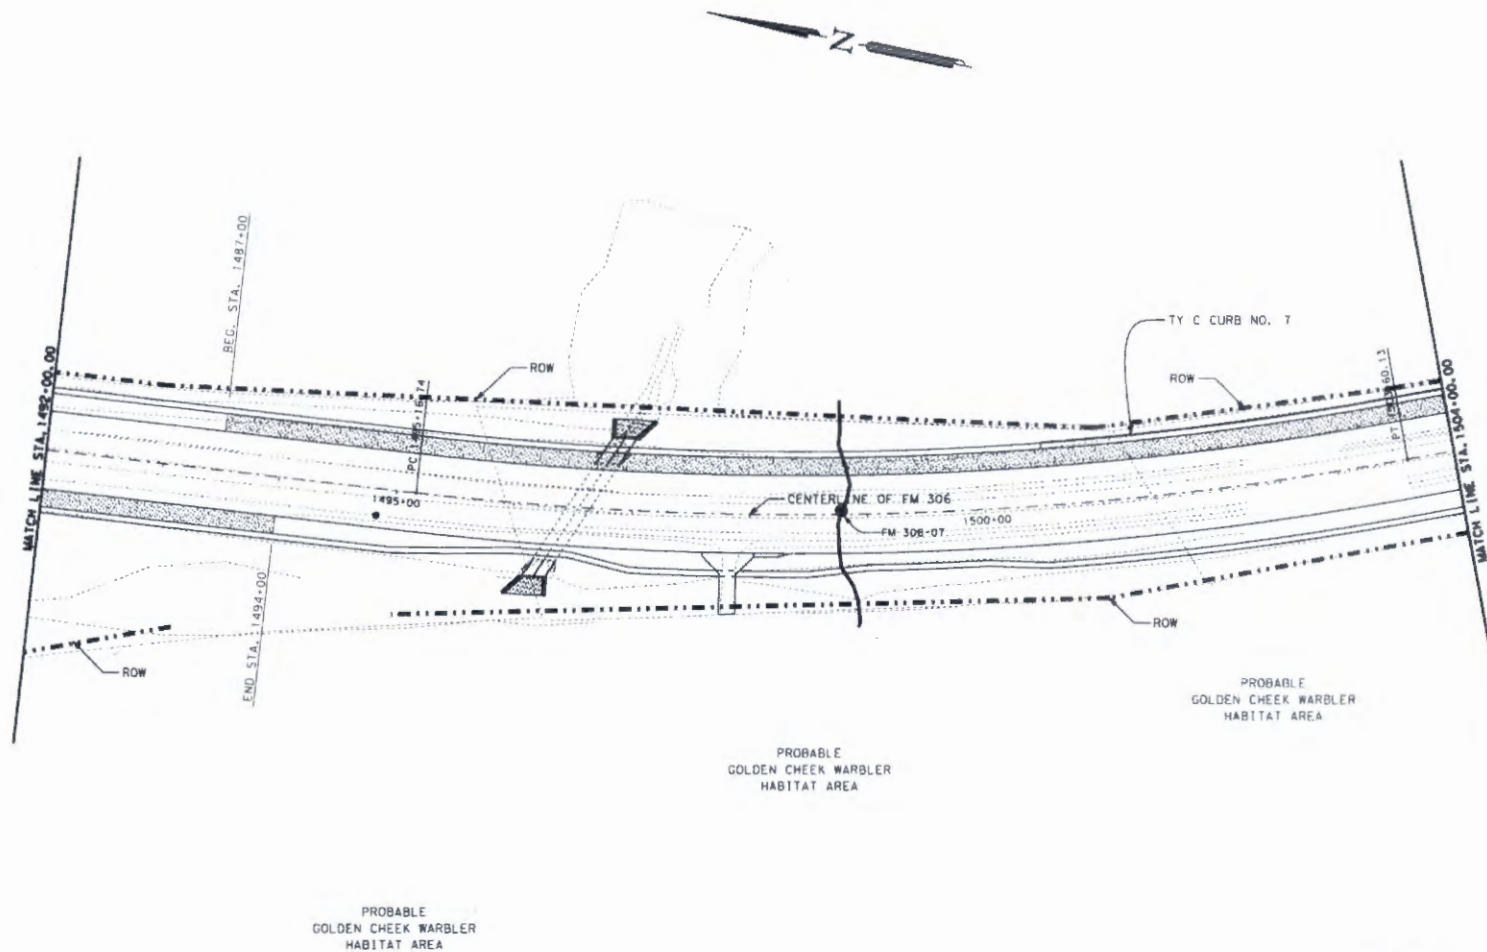 N
BEG. STA. 1487+00
MATCH LINE STA. 1492+00.00
ROW
TY C CURB NO. 7
ROW
MATCH LINE STA. 1504+00.00
1495+00
CENTERLINE OF FM 306
1500+00
FM 306-07
END STA. 1494+00
ROW
ROW
PROBABLE
GOLDEN CHEEK WARBLER
HABITAT AREA
PROBABLE
GOLDEN CHEEK WARBLER
HABITAT AREA
PROBABLE
GOLDEN CHEEK WARBLER
HABITAT AREA